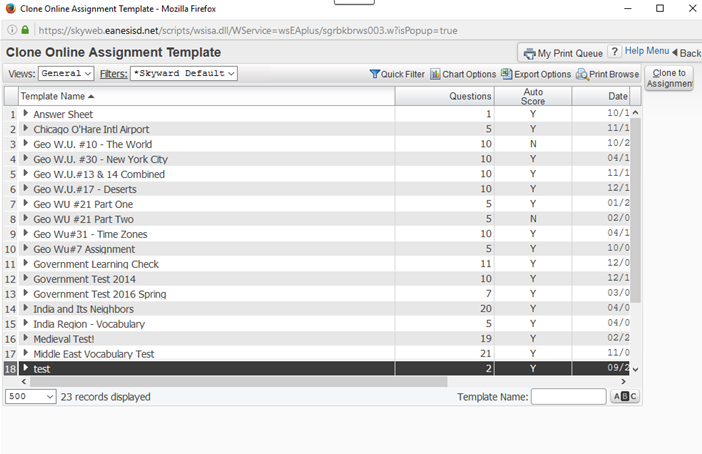 Clone Online Assignment Template - Mozilla Firefox
https://skyweb.eanesisd.net/scripts/wsisa.dll/WService=wsEAplus/sgrbkbrws003.w?isPopup=true
Clone Online Assignment Template My Print Queue ? Help Menu Back
Views: General Filters: *Skyward Default Quick Filter Chart Options Export Options Print Browse Clone to Assignment
Template Name Questions Auto Score Date
1 Answer Sheet 1 Y 10/1
2 Chicago O'Hare Intl Airport 5 Y 11/1
3 Geo W.U. #10 - The World 10 N 10/2
4 Geo W.U. #30 - New York City 10 Y 04/1
5 Geo W.U.#13 & 14 Combined 10 Y 11/1
6 Geo W.U.#17 - Deserts 10 Y 12/1
7 Geo WU #21 Part One 5 Y 01/2
8 Geo WU #21 Part Two 5 N 02/0
9 Geo Wu#31 - Time Zones 10 Y 04/1
10 Geo Wu#7 Assignment 5 Y 10/0
11 Government Learning Check 11 Y 12/0
12 Government Test 2014 10 Y 12/1
13 Government Test 2016 Spring 7 Y 03/0
14 India and Its Neighbors 20 Y 04/0
15 India Region - Vocabulary 5 Y 04/0
16 Medieval Test! 19 Y 02/2
17 Middle East Vocabulary Test 21 Y 11/0
18 test 2 Y 09/2
500 23 records displayed Template Name: A B C